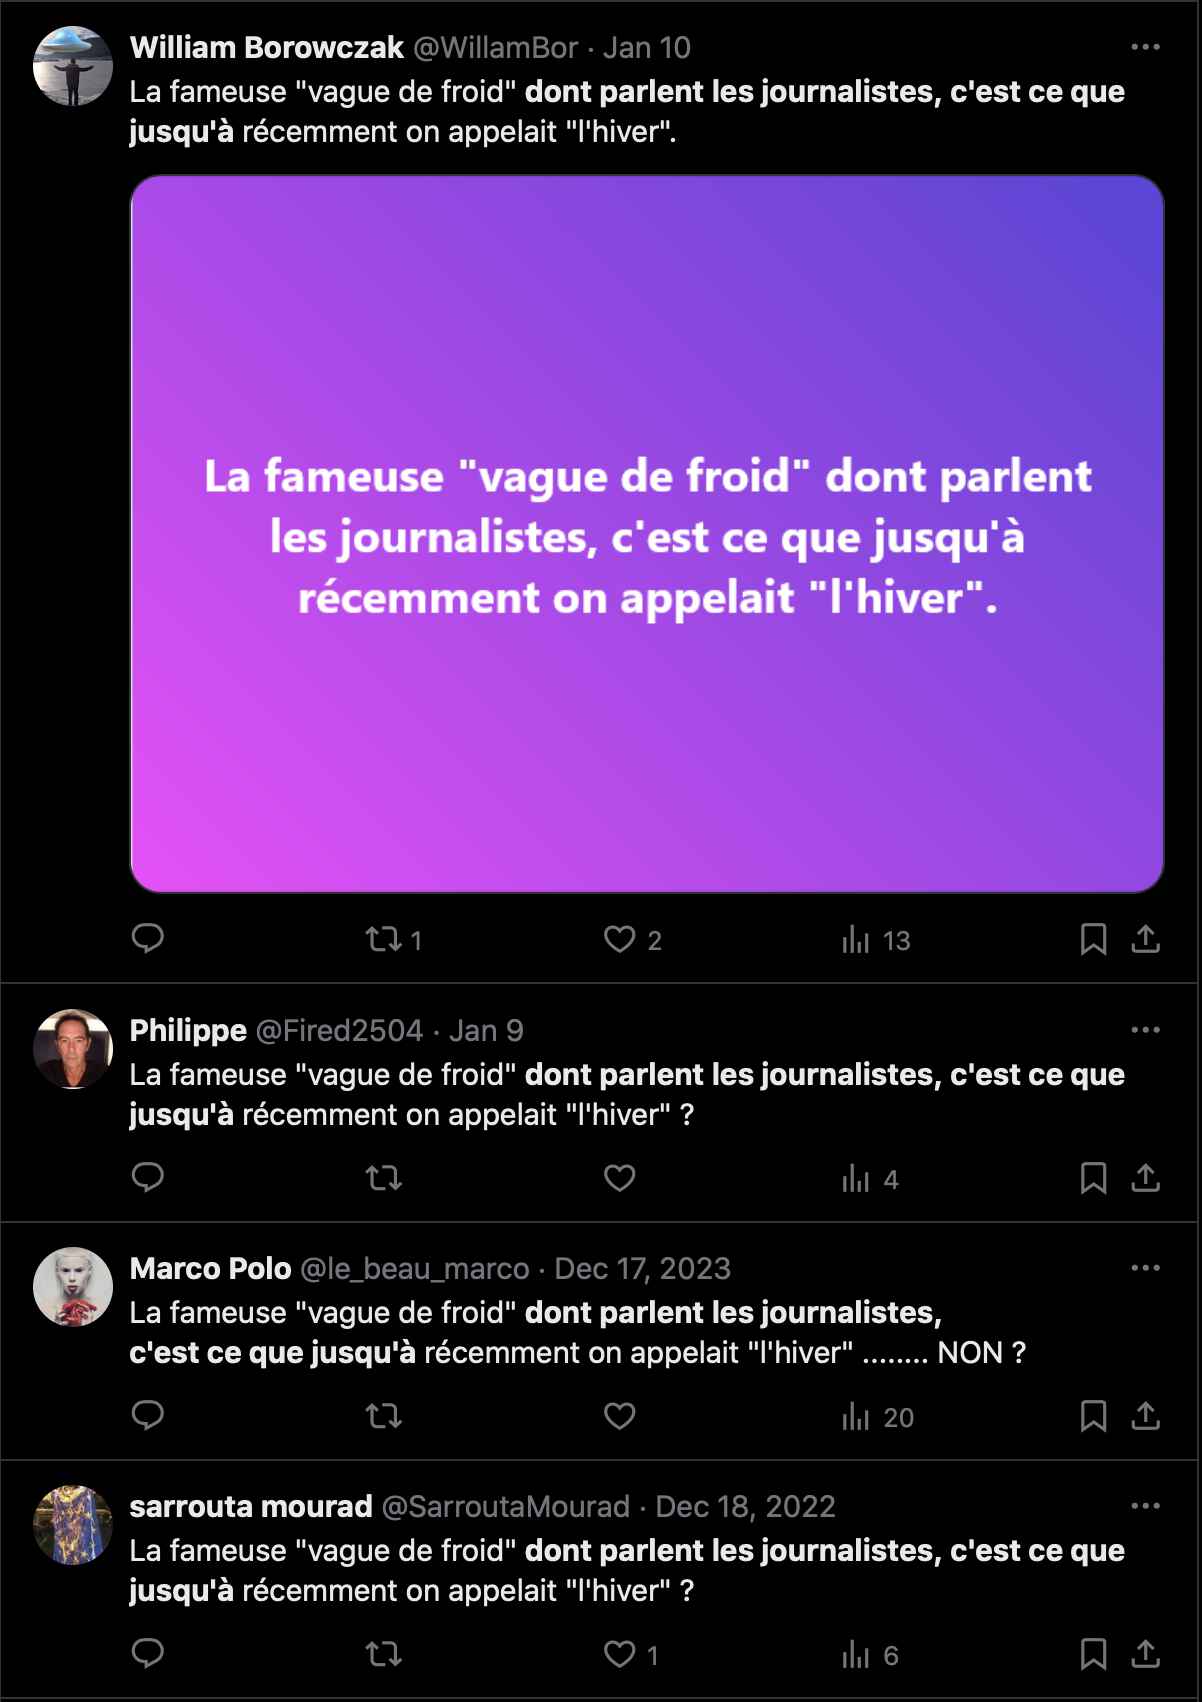 William Borowczak @WillamBor · Jan 10
La fameuse "vague de froid" dont parlent les journalistes, c'est ce que
jusqu'à récemment on appelait "l'hiver".
La fameuse "vague de froid" dont parlent
les journalistes, c'est ce que jusqu'à
récemment on appelait "l'hiver".
1 2 13
Philippe @Fired2504 · Jan 9
La fameuse "vague de froid" dont parlent les journalistes, c'est ce que
jusqu'à récemment on appelait "l'hiver" ?
4
Marco Polo @le_beau_marco · Dec 17, 2023
La fameuse "vague de froid" dont parlent les journalistes,
c'est ce que jusqu'à récemment on appelait "l'hiver" ........ NON ?
20
sarrouta mourad @SarroutaMourad · Dec 18, 2022
La fameuse "vague de froid" dont parlent les journalistes, c'est ce que
jusqu'à récemment on appelait "l'hiver" ?
1 6